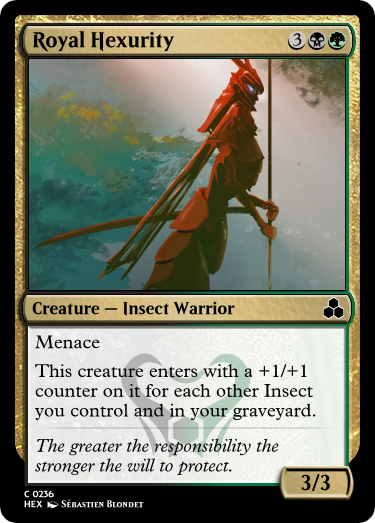 Royal Hexurity 3
Creature — Insect Warrior
Menace
This creature enters with a +1/+1
counter on it for each other Insect
you control and in your graveyard.
The greater the responsibility the
stronger the will to protect.
3/3
C 0236
HEX Sébastien Blondet